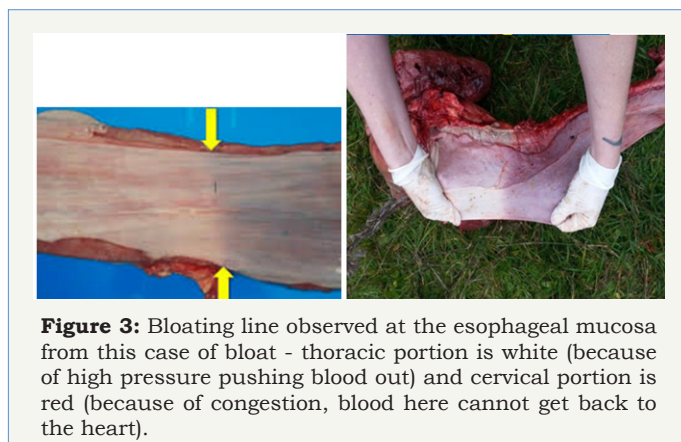 Figure 3: Bloating line observed at the esophageal mucosa
from this case of bloat - thoracic portion is white (because
of high pressure pushing blood out) and cervical portion is
red (because of congestion, blood here cannot get back to
the heart).